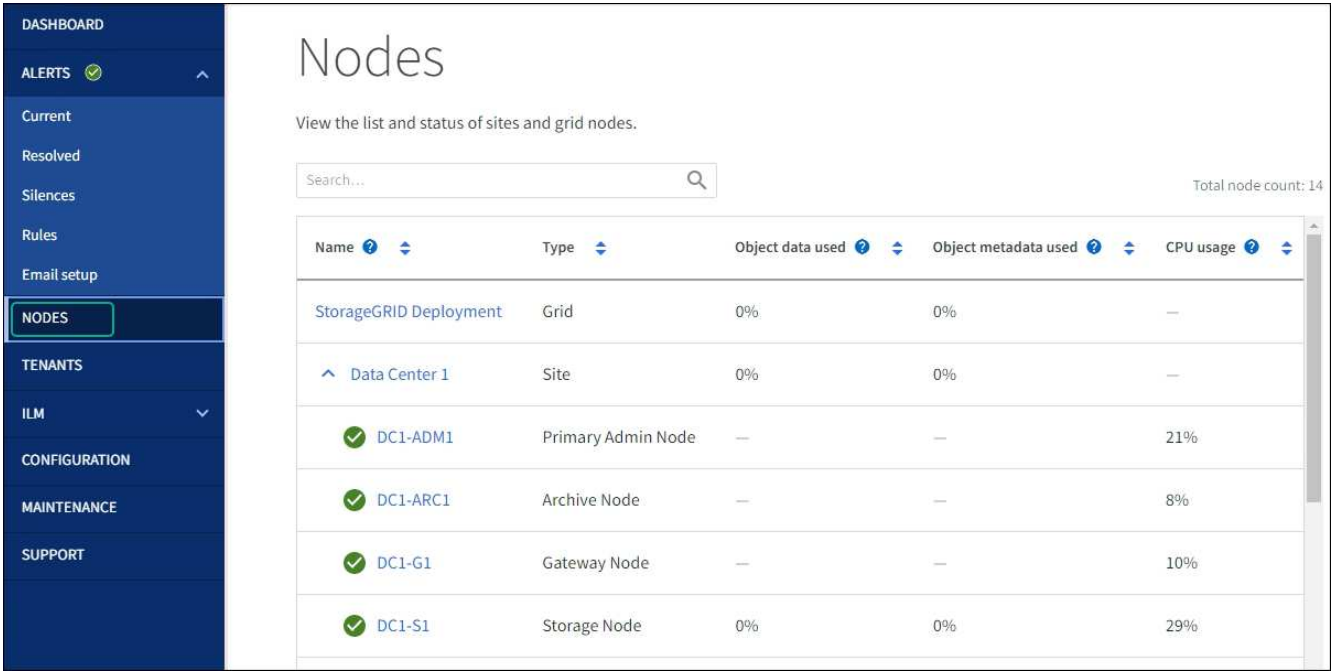 DASHBOARD
ALERTS
Current
Resolved
Silences
Rules
Email setup
NODES
TENANTS
ILM
CONFIGURATION
MAINTENANCE
SUPPORT
Nodes
View the list and status of sites and grid nodes.
Search...
Total node count: 14
Name ? Type Object data used ? Object metadata used ? CPU usage ?
StorageGRID Deployment Grid 0% 0% —
Data Center 1 Site 0% 0% —
DC1-ADM1 Primary Admin Node — — 21%
DC1-ARC1 Archive Node — — 8%
DC1-G1 Gateway Node — — 10%
DC1-S1 Storage Node 0% 0% 29%